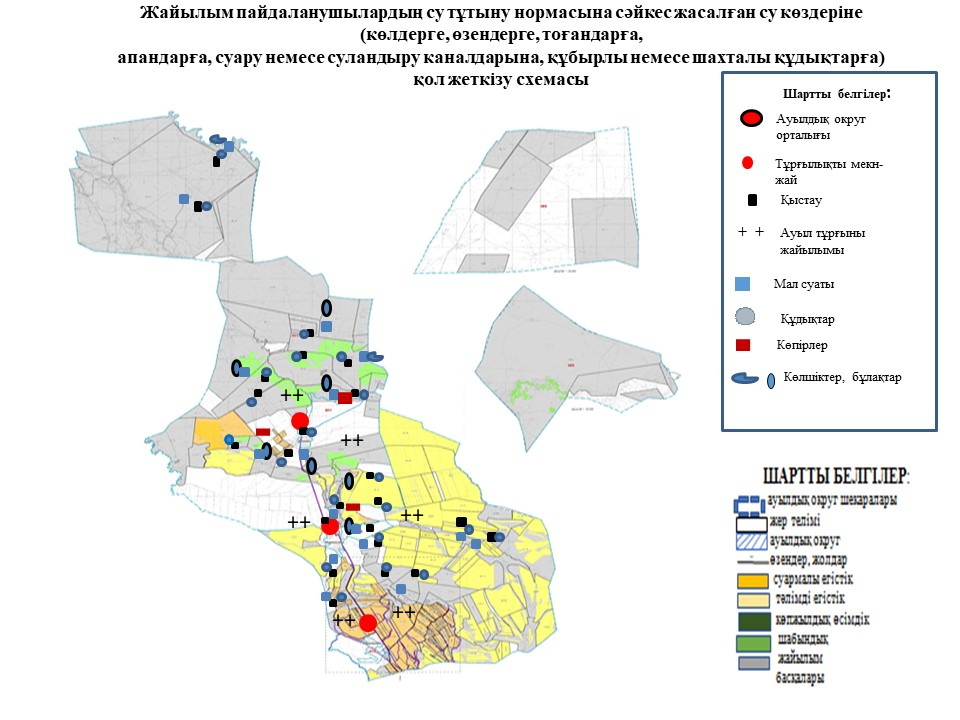 Жайылым пайдаланушылардың су тұтыну нормасына сәйкес жасалған су көздеріне
(көлдерге, өзендерге, тоғандарға,
апандарға, суару немесе суландыру каналдарына, құбырлы немесе шахталы құдықтарға)
қол жеткізу схемасы
Шартты белгілер:
Ауылдық округ
орталығы
Тұрғылықты мекн-
жай
Қыстау
+ + Ауыл тұрғыны
жайылымы
Мал суаты
Құдықтар
Көпірлер
Көлшіктер, бұлақтар
ШАРТТЫ БЕЛГІЛЕР:
ауылдық округ шекаралары
жер телімі
ауылдық округ
өзендер, жолдар
суармалы егістік
тәлімді егістік
көпжылдық өсімдік
шабындық
жайылым
басқалары